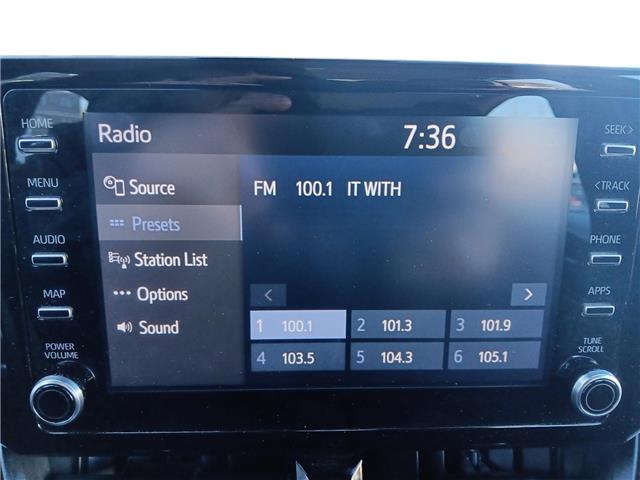 HOME
MENU
AUDIO
MAP
POWER
VOLUME
Radio
7:36
Source
Presets
Station List
Options
Sound
FM 100.1 IT WITH
< >
1 100.1
2 101.3
3 101.9
4 103.5
5 104.3
6 105.1
SEEK>
<TRACK
PHONE
APPS
TUNE
SCROLL